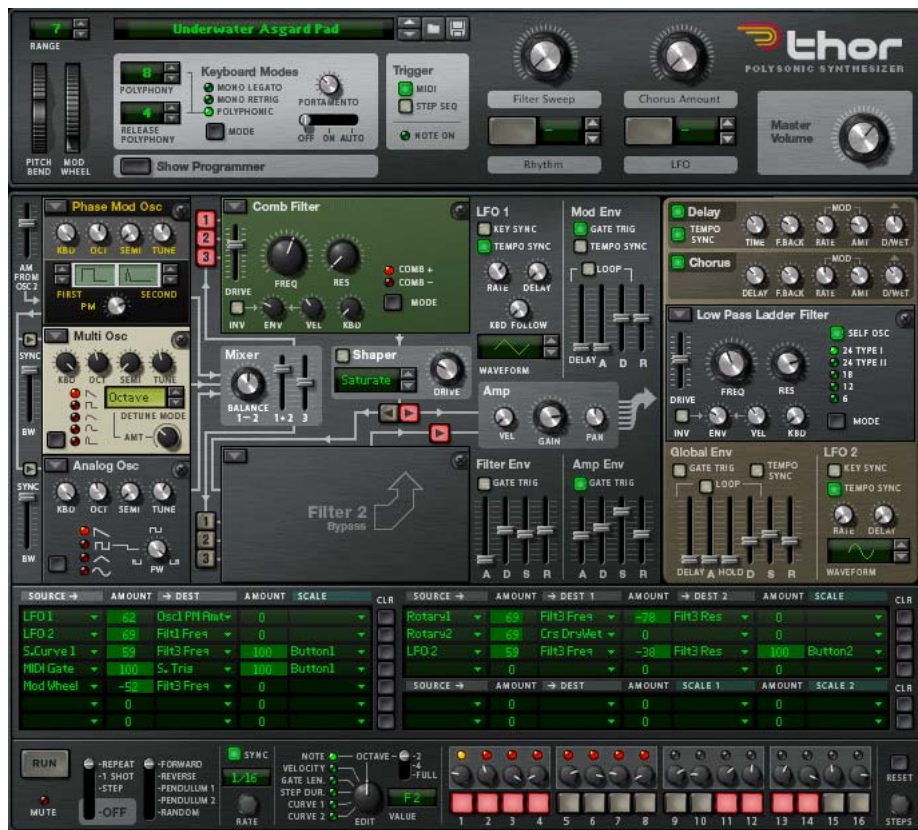 7
Underwater Asgard Pad
thor
POLYSONIC SYNTHESIZER
RANGE
8
POLYPHONY
4
RELEASE
POLYPHONY
Keyboard Modes
MONO LEGATO
MONO RETRIG
POLYPHONIC
MODE
PORTAMENTO
OFF ON AUTO
Trigger
MIDI
STEP SEQ
NOTE ON
Filter Sweep
Chorus Amount
Rhythm
LFO
Master
Volume
PITCH
BEND
MOD
WHEEL
Show Programmer
AM
FROM
OSC 2
Phase Mod Osc
KBD OCT SEMI TUNE
FIRST SECOND
PM
SYNC
BW
Multi Osc
KBD OCT SEMI TUNE
Octave
DETUNE MODE
AMT
SYNC
BW
Analog Osc
KBD OCT SEMI TUNE
PW
1
2
3
Comb Filter
DRIVE
FREQ
RES
COMB +
COMB -
MODE
INV ENV VEL KBD
Mixer
BALANCE
1 - 2
1+2 3
Shaper
Saturate
DRIVE
Amp
VEL GAIN PAN
1
2
3
Filter 2
Bypass
LFO 1
KEY SYNC
TEMPO SYNC
RATE DELAY
KBD FOLLOW
WAVEFORM
Mod Env
GATE TRIG
TEMPO SYNC
LOOP
DELAY A D R
Filter Env
GATE TRIG
A D S R
Amp Env
GATE TRIG
A D S R
Delay
TEMPO
SYNC
MOD
TIME F.BACK RATE AMT D/WET
Chorus
MOD
DELAY F.BACK RATE AMT D/WET
Low Pass Ladder Filter
DRIVE
FREQ
RES
SELF OSC
24 TYPE I
24 TYPE II
18
12
6
MODE
INV ENV VEL KBD
Global Env
GATE TRIG
TEMPO
SYNC
LOOP
DELAY A HOLD D S R
LFO 2
KEY SYNC
TEMPO SYNC
RATE DELAY
WAVEFORM
SOURCE → AMOUNT → DEST AMOUNT SCALE CLR
LFO 1 62 Osc1 PM Amt 0
LFO 2 69 Filt1 Freq 0
S.Curve 1 59 Filt3 Freq 100 Button1
MIDI Gate 100 S. Trig 100 Button1
Mod Wheel -52 Filt3 Freq 0
0 0
0 0
SOURCE → AMOUNT → DEST 1 AMOUNT → DEST 2 AMOUNT SCALE CLR
Rotary1 69 Filt3 Freq -78 Filt3 Res 0
Rotary2 69 Crs DryWet 0 0
LFO 2 59 Filt3 Freq -38 Filt3 Res 100 Button2
0 0 0
SOURCE → AMOUNT → DEST AMOUNT SCALE 1 AMOUNT SCALE 2 CLR
0 0 0
0 0 0
RUN
MUTE
-REPEAT
-1 SHOT
-STEP
-OFF
-FORWARD
-REVERSE
-PENDULUM 1
-PENDULUM 2
-RANDOM
SYNC
1/16
RATE
NOTE
VELOCITY
GATE LEN.
STEP DUR.
CURVE 1
CURVE 2
EDIT
OCTAVE
-2
-4
-FULL
F 2
VALUE
1 2 3 4 5 6 7 8 9 10 11 12 13 14 15 16
RESET
STEPS